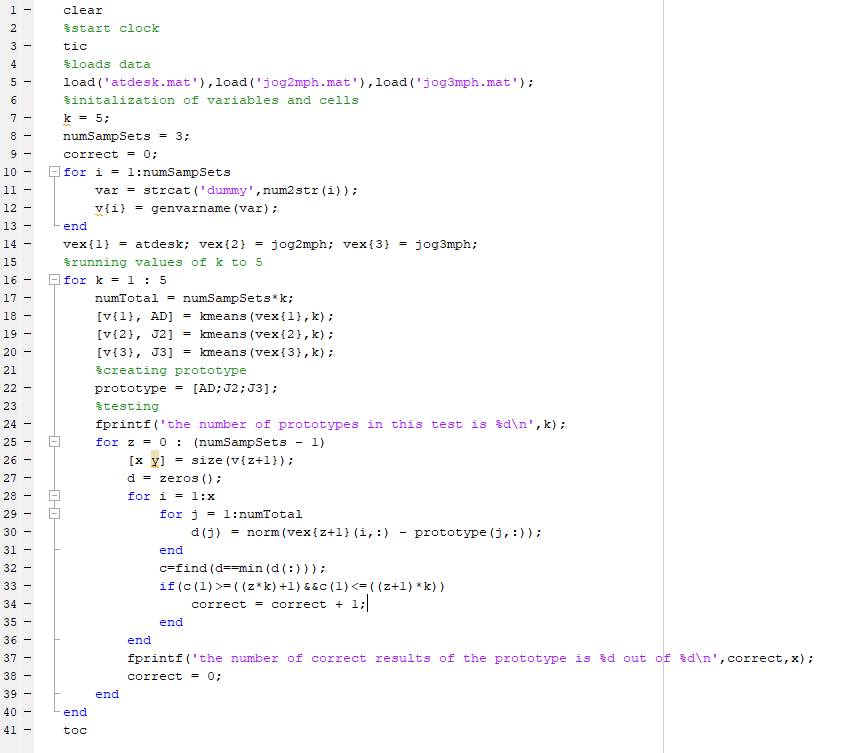 1 - clear
2 %start clock
3 - tic
4 %loads data
5 - load('atdesk.mat'),load('jog2mph.mat'),load('jog3mph.mat');
6 %initalization of variables and cells
7 - k = 5;
8 - numSampSets = 3;
9 - correct = 0;
10 - for i = 1:numSampSets
11 - var = strcat('dummy',num2str(i));
12 - v{i} = genvarname(var);
13 - end
14 - vex{1} = atdesk; vex{2} = jog2mph; vex{3} = jog3mph;
15 %running values of k to 5
16 - for k = 1 : 5
17 - numTotal = numSampSets*k;
18 - [v{1}, AD] = kmeans(vex{1},k);
19 - [v{2}, J2] = kmeans(vex{2},k);
20 - [v{3}, J3] = kmeans(vex{3},k);
21 %creating prototype
22 - prototype = [AD;J2;J3];
23 %testing
24 - fprintf('the number of prototypes in this test is %d\n',k);
25 - for z = 0 : (numSampSets - 1)
26 - [x y] = size(v{z+1});
27 - d = zeros();
28 - for i = 1:x
29 - for j = 1:numTotal
30 - d(j) = norm(vex{z+1}(i,:) - prototype(j,:));
31 - end
32 - c=find(d==min(d(:)));
33 - if(c(1)>=((z*k)+1)&&c(1)<=((z+1)*k))
34 - correct = correct + 1;
35 - end
36 - end
37 - fprintf('the number of correct results of the prototype is %d out of %d\n',correct,x);
38 - correct = 0;
39 - end
40 - end
41 - toc